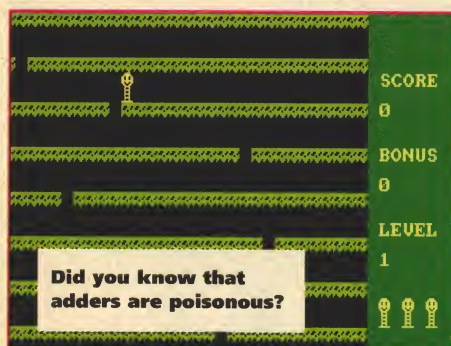 SCORE
0
BONUS
0
LEVEL
1
Did you know that
adders are poisonous?